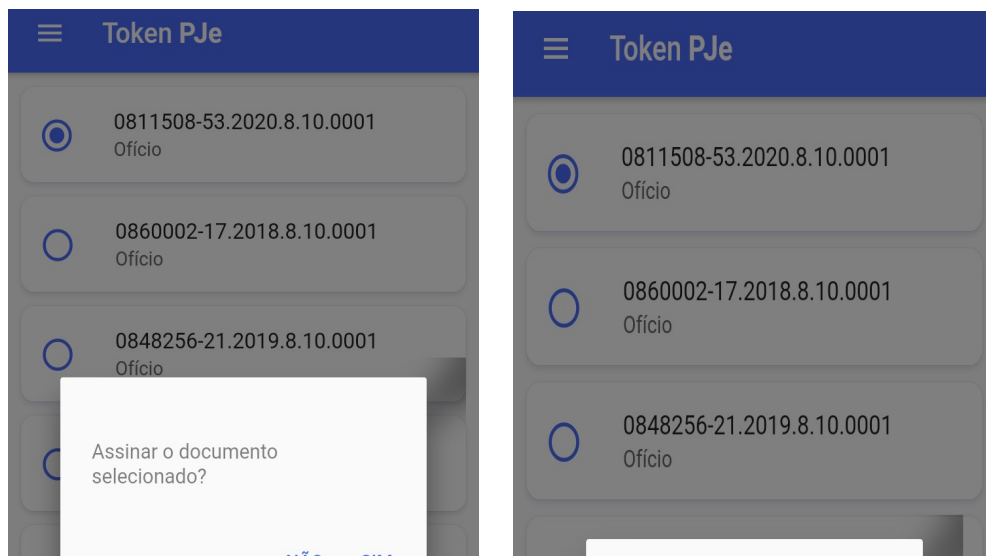 Token PJe
0811508-53.2020.8.10.0001
Ofício
0860002-17.2018.8.10.0001
Ofício
0848256-21.2019.8.10.0001
Ofício
Assinar o documento
selecionado?
NÃO SIM
Token PJe
0811508-53.2020.8.10.0001
Ofício
0860002-17.2018.8.10.0001
Ofício
0848256-21.2019.8.10.0001
Ofício